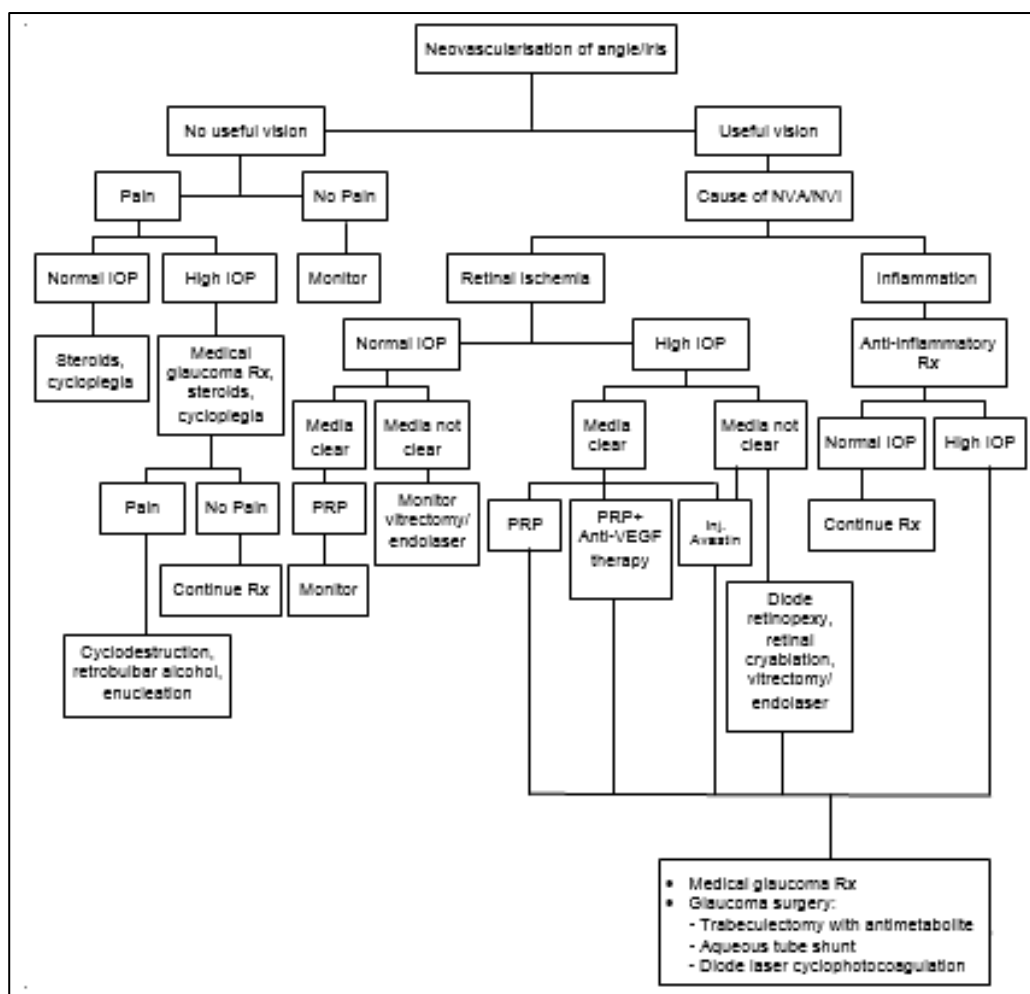 Neovascularisation of angle/iris
No useful vision
Useful vision
Pain
No Pain
Cause of NVA/NVI
Normal IOP
High IOP
Monitor
Retinal Ischemia
Inflammation
Steroids,
cycloplegia
Medical
glaucoma Rx,
steroids,
cycloplegia
Normal IOP
High IOP
Anti-inflammatory
Rx
Media
clear
Media not
clear
Media
clear
Media not
clear
Normal IOP
High IOP
Pain
No Pain
PRP
Monitor
vitrectomy/
endolaser
PRP
PRP+
Anti-VEGF
therapy
Inj.
Avastin
Continue Rx
Continue Rx
Monitor
Diode
retinopexy,
retinal
cryablation,
vitrectomy/
endolaser
Cyclodestruction,
retrobulbar alcohol,
enucleation
• Medical glaucoma Rx
• Glaucoma surgery:
- Trabeculectomy with antimetabolite
- Aqueous tube shunt
- Diode laser cyclophotocoagulation